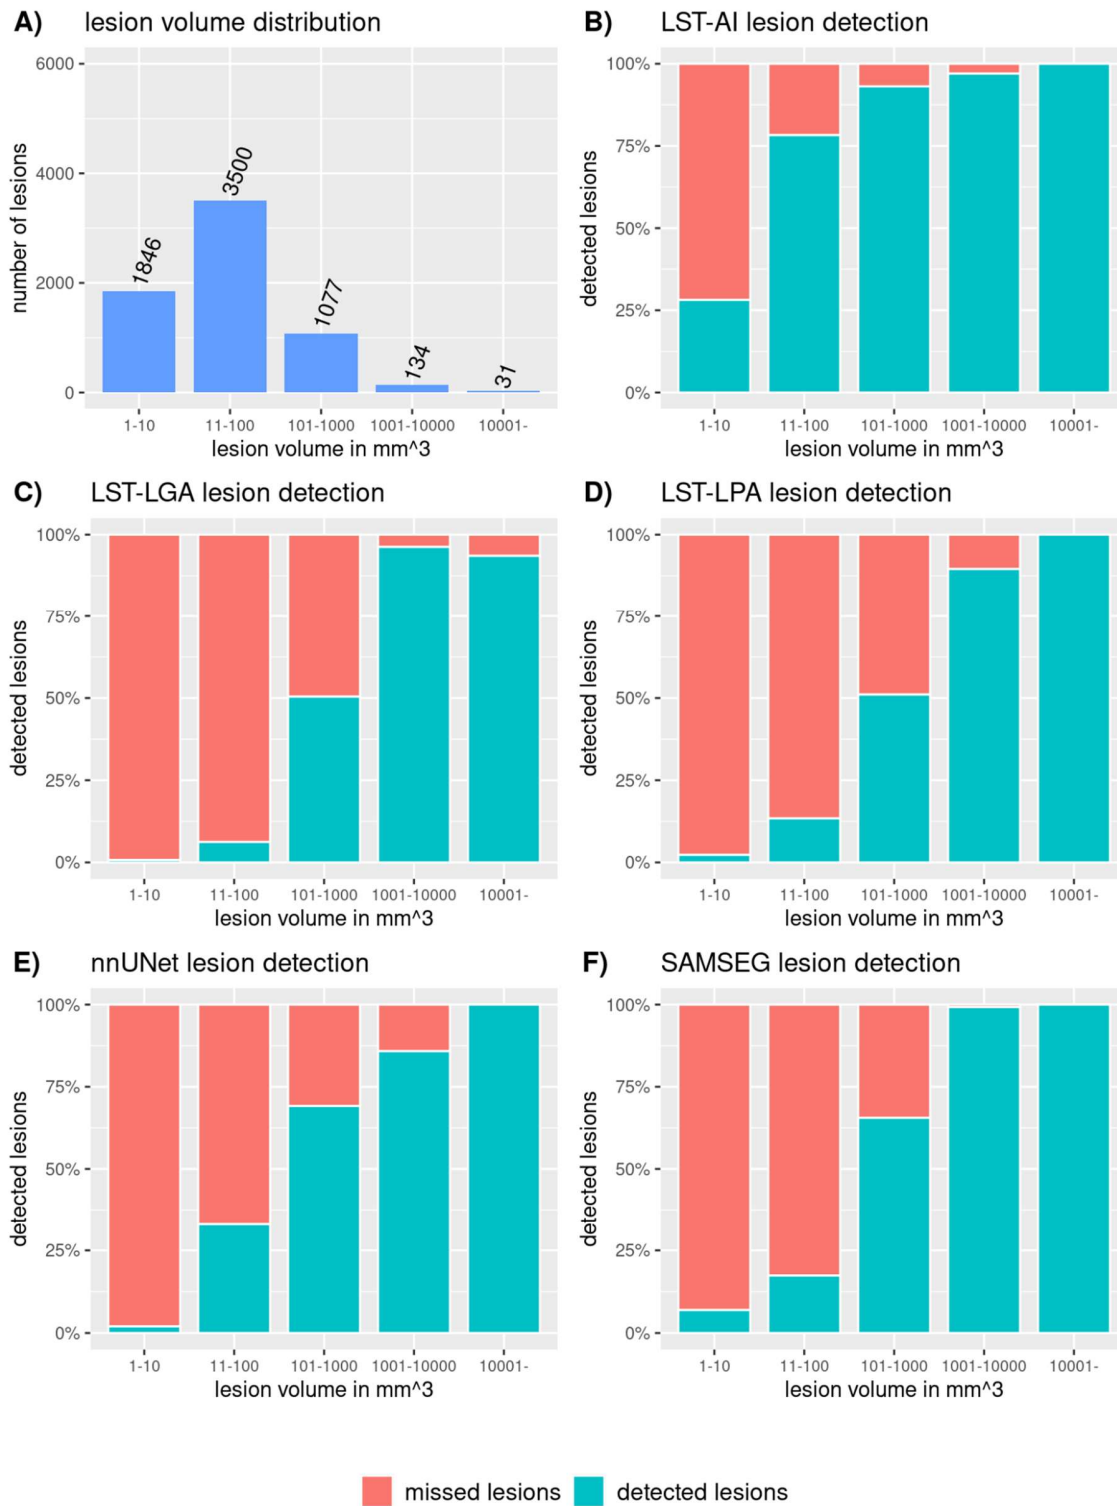 A) lesion volume distribution
6000
4000
2000
0
number of lesions
1846
3500
1077
134
31
1-10 11-100 101-1000 1001-10000 10001-
lesion volume in mm^3
B) LST-AI lesion detection
100%
75%
50%
25%
0%
detected lesions
1-10 11-100 101-1000 1001-10000 10001-
lesion volume in mm^3
C) LST-LGA lesion detection
100%
75%
50%
25%
0%
detected lesions
1-10 11-100 101-1000 1001-10000 10001-
lesion volume in mm^3
D) LST-LPA lesion detection
100%
75%
50%
25%
0%
detected lesions
1-10 11-100 101-1000 1001-10000 10001-
lesion volume in mm^3
E) nnUNet lesion detection
100%
75%
50%
25%
0%
detected lesions
1-10 11-100 101-1000 1001-10000 10001-
lesion volume in mm^3
F) SAMSEG lesion detection
100%
75%
50%
25%
0%
detected lesions
1-10 11-100 101-1000 1001-10000 10001-
lesion volume in mm^3
missed lesions detected lesions